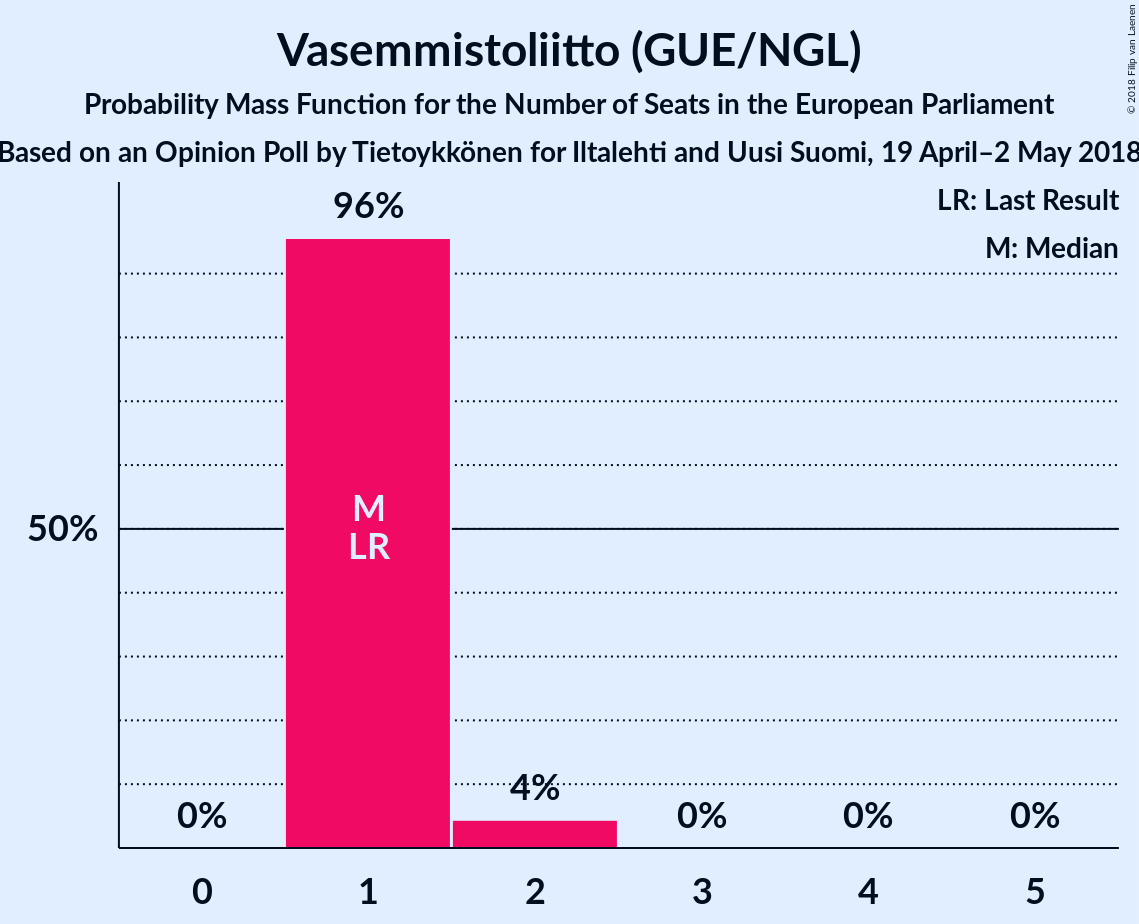 Vasemmistoliitto (GUE/NGL)
Probability Mass Function for the Number of Seats in the European Parliament
Based on an Opinion Poll by Tietoykkönen for Iltalehti and Uusi Suomi, 19 April–2 May 2018
© 2018 Filip van Laenen
LR: Last Result
M: Median
96%
M
LR
50%
4%
0%
0%
0%
0%
0 1 2 3 4 5